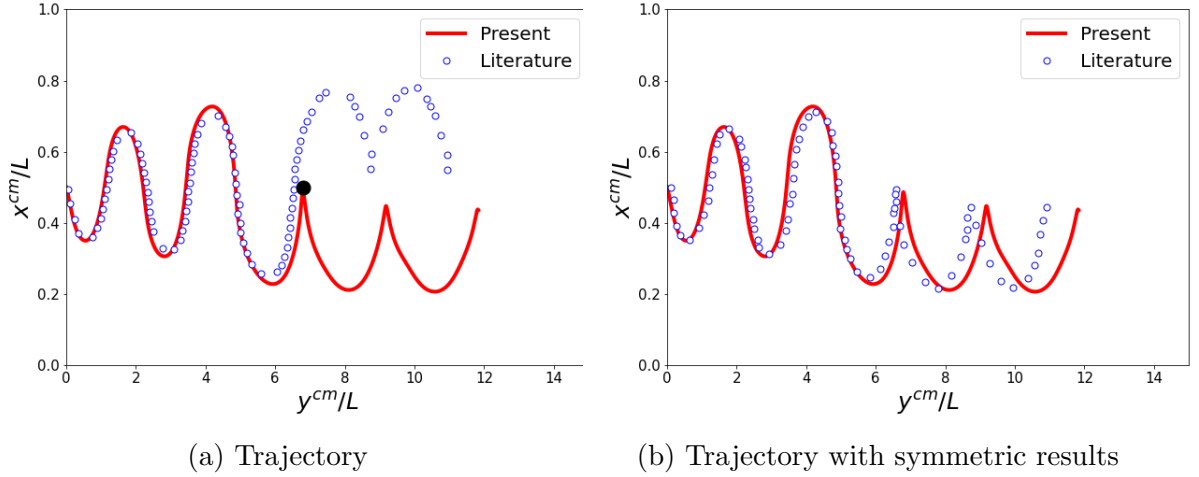 1.0
0.8
0.6
0.4
0.2
0.0
x^{cm}/L
0 2 4 6 8 10 12 14
y^{cm}/L
Present
Literature
(a) Trajectory
1.0
0.8
0.6
0.4
0.2
0.0
x^{cm}/L
0 2 4 6 8 10 12 14
y^{cm}/L
Present
Literature
(b) Trajectory with symmetric results